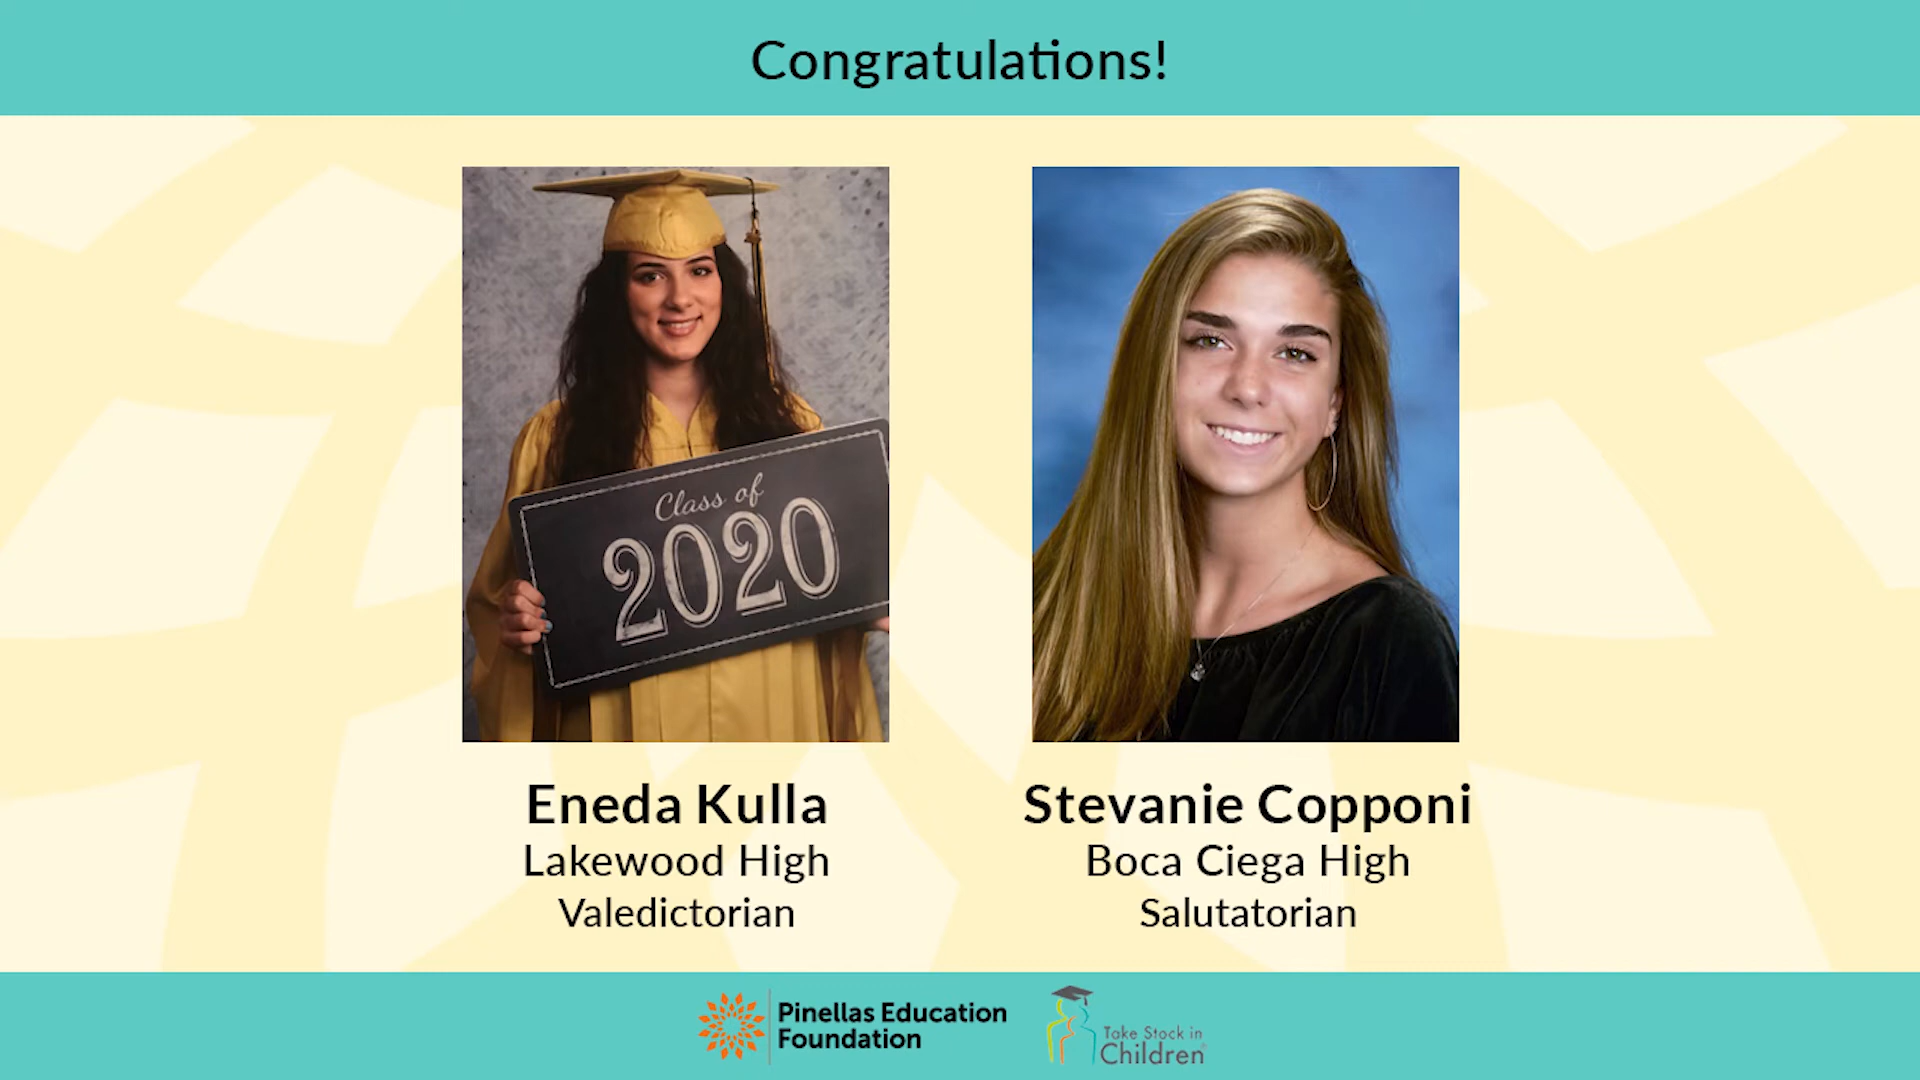 Congratulations!
Class of
2020
Eneda Kulla
Lakewood High
Valedictorian
Stevanie Copponi
Boca Ciega High
Salutatorian
Pinellas Education
Foundation
Take Stock in
Children®